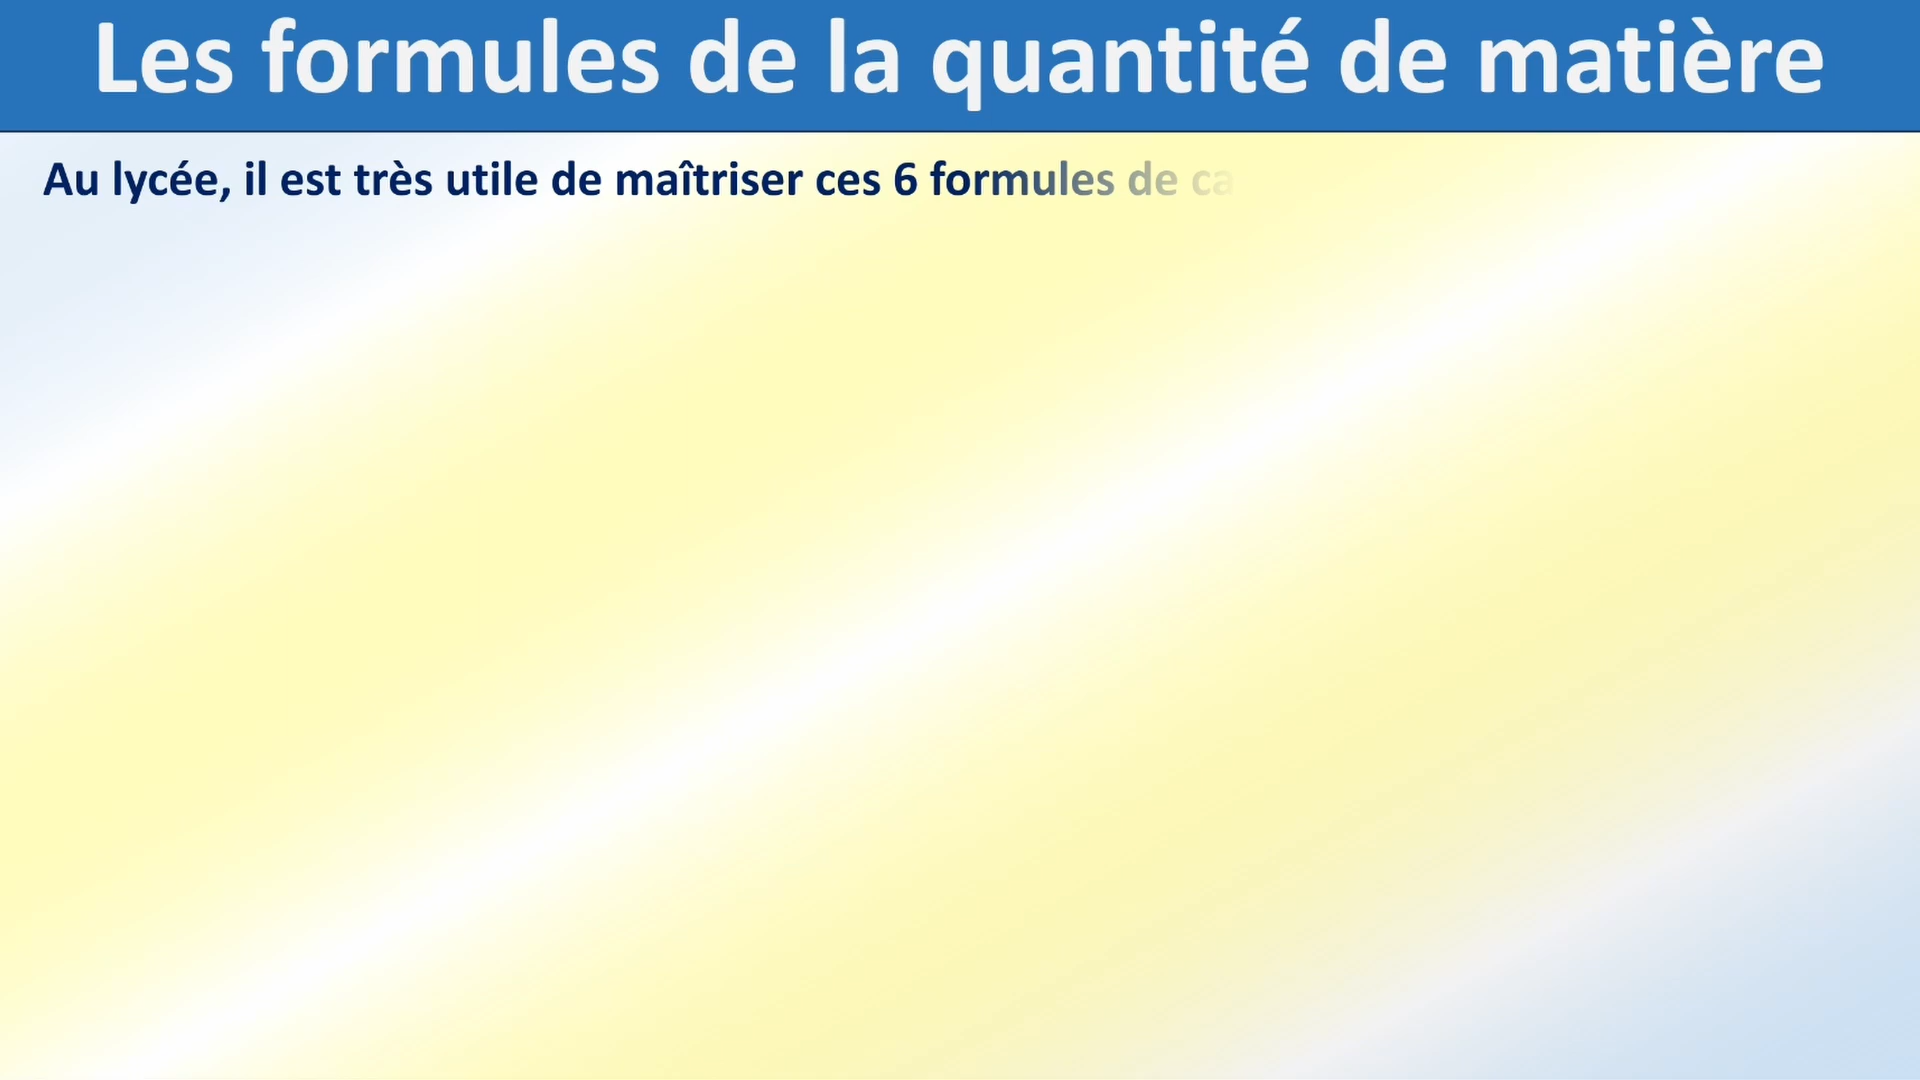 Les formules de la quantité de matière
Au lycée, il est très utile de maîtriser ces 6 formules de